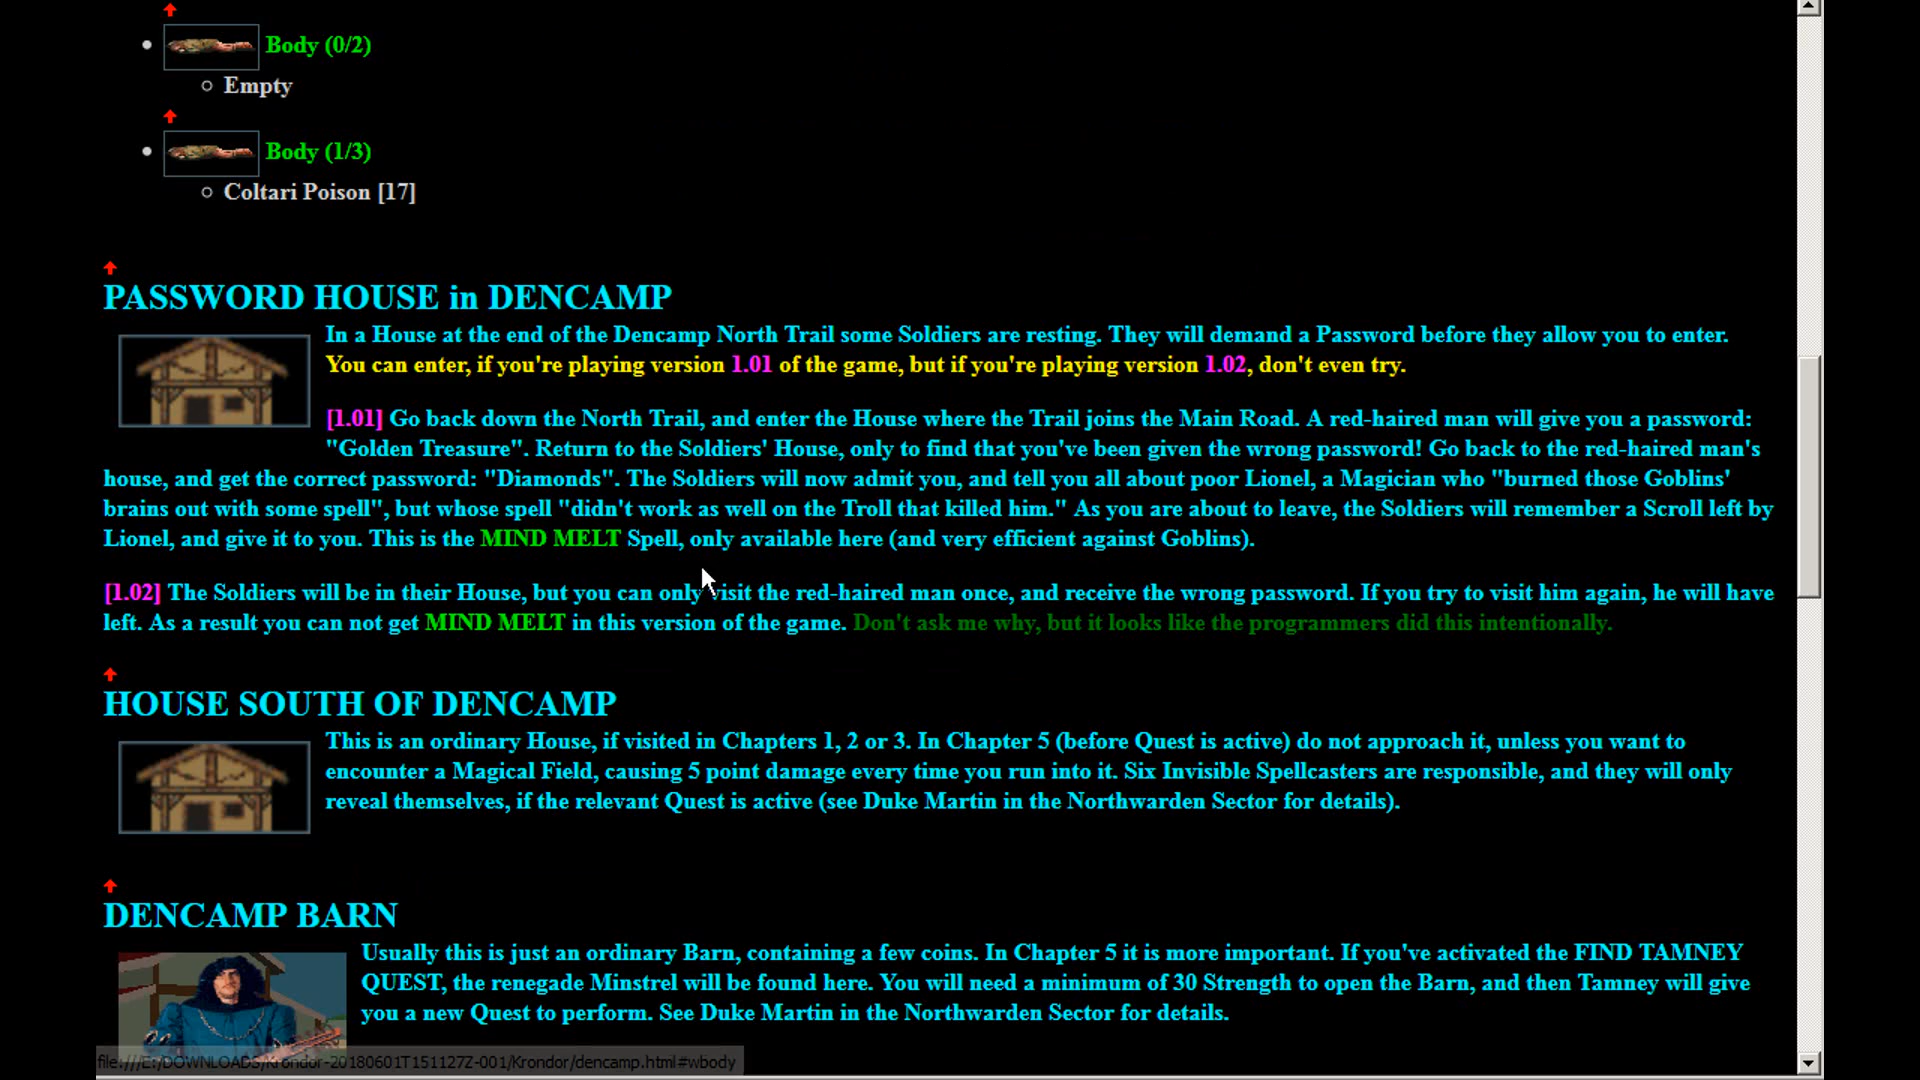 Body (0/2)
Empty
Body (1/3)
Coltari Poison [17]
PASSWORD HOUSE in DENCAMP
In a House at the end of the Dencamp North Trail some Soldiers are resting. They will demand a Password before they allow you to enter.
You can enter, if you're playing version 1.01 of the game, but if you're playing version 1.02, don't even try.
[1.01] Go back down the North Trail, and enter the House where the Trail joins the Main Road. A red-haired man will give you a password:
"Golden Treasure". Return to the Soldiers' House, only to find that you've been given the wrong password! Go back to the red-haired man's
house, and get the correct password: "Diamonds". The Soldiers will now admit you, and tell you all about poor Lionel, a Magician who "burned those Goblins'
brains out with some spell", but whose spell "didn't work as well on the Troll that killed him." As you are about to leave, the Soldiers will remember a Scroll left by
Lionel, and give it to you. This is the MIND MELT Spell, only available here (and very efficient against Goblins).
[1.02] The Soldiers will be in their House, but you can only visit the red-haired man once, and receive the wrong password. If you try to visit him again, he will have
left. As a result you can not get MIND MELT in this version of the game. Don't ask me why, but it looks like the programmers did this intentionally.
HOUSE SOUTH OF DENCAMP
This is an ordinary House, if visited in Chapters 1, 2 or 3. In Chapter 5 (before Quest is active) do not approach it, unless you want to
encounter a Magical Field, causing 5 point damage every time you run into it. Six Invisible Spellcasters are responsible, and they will only
reveal themselves, if the relevant Quest is active (see Duke Martin in the Northwarden Sector for details).
DENCAMP BARN
Usually this is just an ordinary Barn, containing a few coins. In Chapter 5 it is more important. If you've activated the FIND TAMNEY
QUEST, the renegade Minstrel will be found here. You will need a minimum of 30 Strength to open the Barn, and then Tamney will give
you a new Quest to perform. See Duke Martin in the Northwarden Sector for details.
file:///E:/DOWNLOADS/Krondor-20180601T151127Z-001/Krondor/dencamp.html#wbody